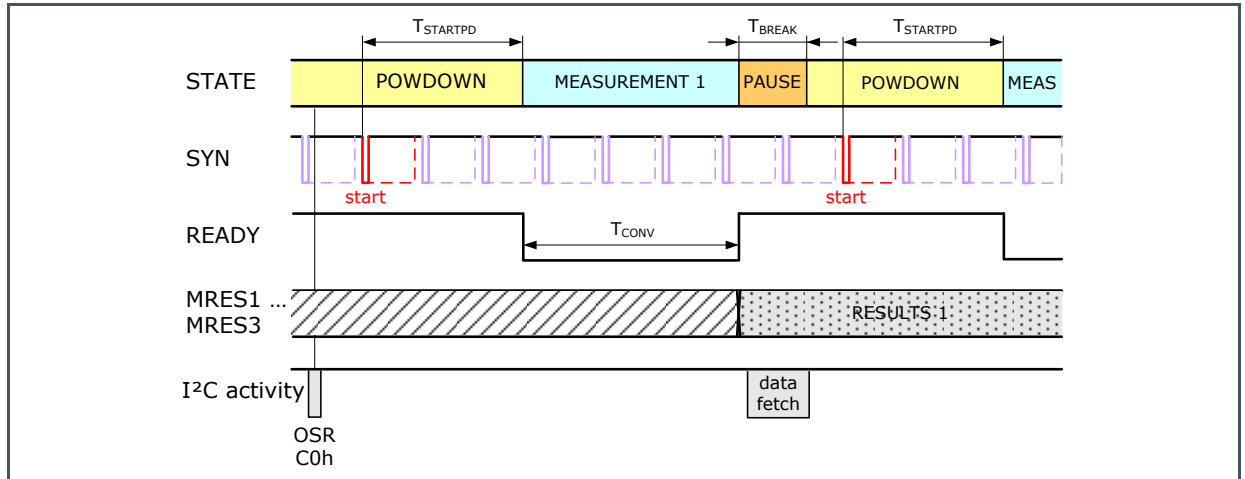 TSTARTPD TBREAK TSTARTPD
STATE POWDOWN MEASUREMENT 1 PAUSE POWDOWN MEAS
SYN
start start
READY TCONV
MRES1 ...
MRES3 RESULTS 1
I²C activity data
fetch
OSR
C0h